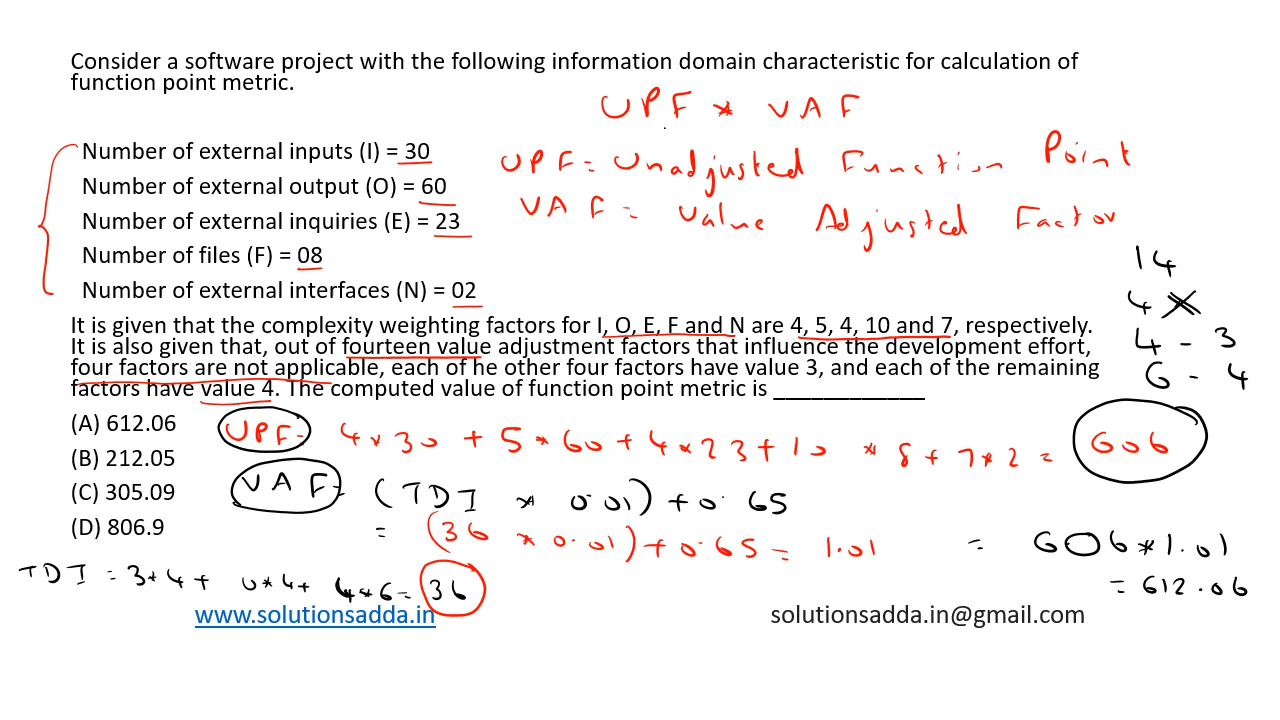 Consider a software project with the following information domain characteristic for calculation of
function point metric.
UPF * VAF
Number of external inputs (I) = 30
UPF = Unadjusted Function Point
Number of external output (O) = 60
VAF = Value Adjusted Factor
Number of external inquiries (E) = 23
Number of files (F) = 08
14
Number of external interfaces (N) = 02
4 X
It is given that the complexity weighting factors for I, O, E, F and N are 4, 5, 4, 10 and 7, respectively.
It is also given that, out of fourteen value adjustment factors that influence the development effort,
4 - 3
four factors are not applicable, each of he other four factors have value 3, and each of the remaining
6 - 4
factors have value 4. The computed value of function point metric is ____________
(A) 612.06
UPF = 4*30 + 5*60 + 4*23 + 10 * 8 + 7*2 = 606
(B) 212.05
VAF = (TDI * 0.01) + 0.65
(C) 305.09
(D) 806.9
= (36 * 0.01) + 0.65 = 1.01
= 606*1.01
TDI = 3*4 + 0*4 + 4*6 = 36
= 612.06
www.solutionsadda.in
solutionsadda.in@gmail.com